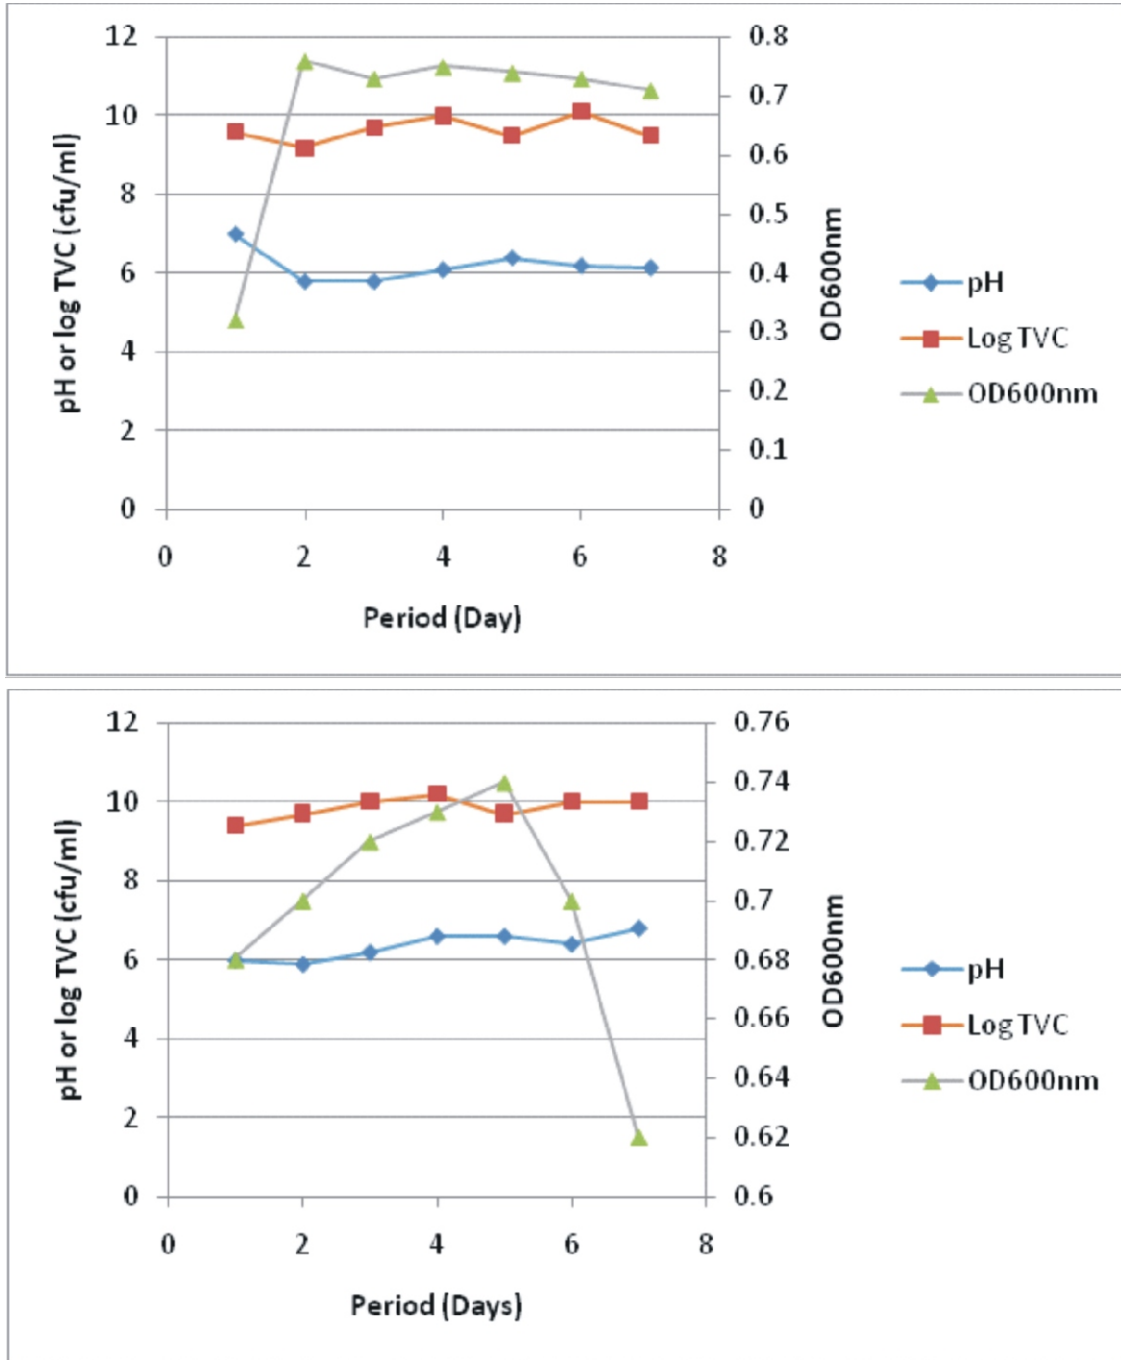 12
10
8
6
4
2
0
pH or log TVC (cfu/ml)
0.8
0.7
0.6
0.5
0.4
0.3
0.2
0.1
0
OD600nm
0 2 4 6 8
Period (Day)
pH
Log TVC
OD600nm
12
10
8
6
4
2
0
pH or log TVC (cfu/ml)
0.76
0.74
0.72
0.7
0.68
0.66
0.64
0.62
0.6
OD600nm
0 2 4 6 8
Period (Days)
pH
Log TVC
OD600nm